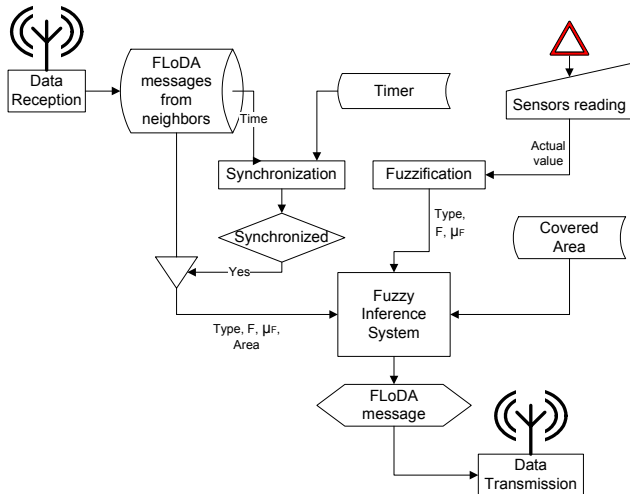 Data
Reception
FLoDA
messages
from
neighbors
Time
Timer
Sensors reading
Actual
value
Synchronization
Fuzzification
Synchronized
Type,
F, μF
Covered
Area
Yes
Fuzzy
Inference
System
Type, F, μF,
Area
FLoDA
message
Data
Transmission